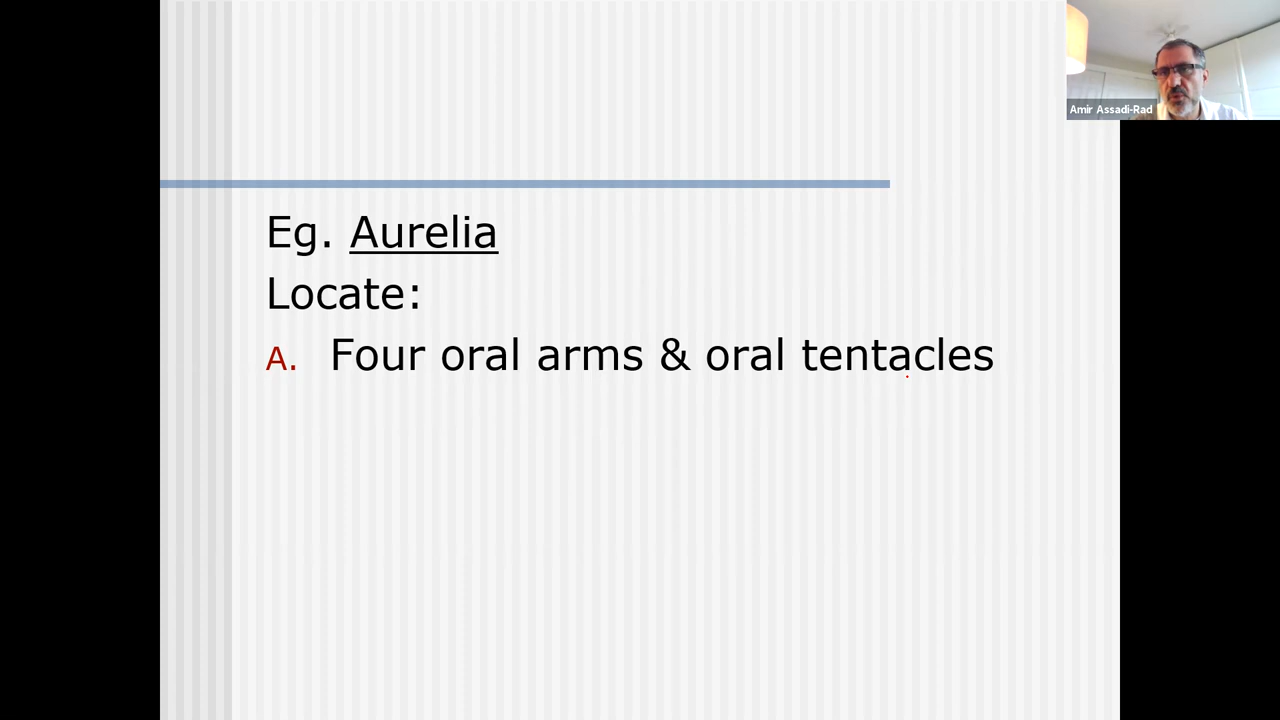 Amir Assadi-Rad
Eg. Aurelia
Locate:
A. Four oral arms & oral tentacles